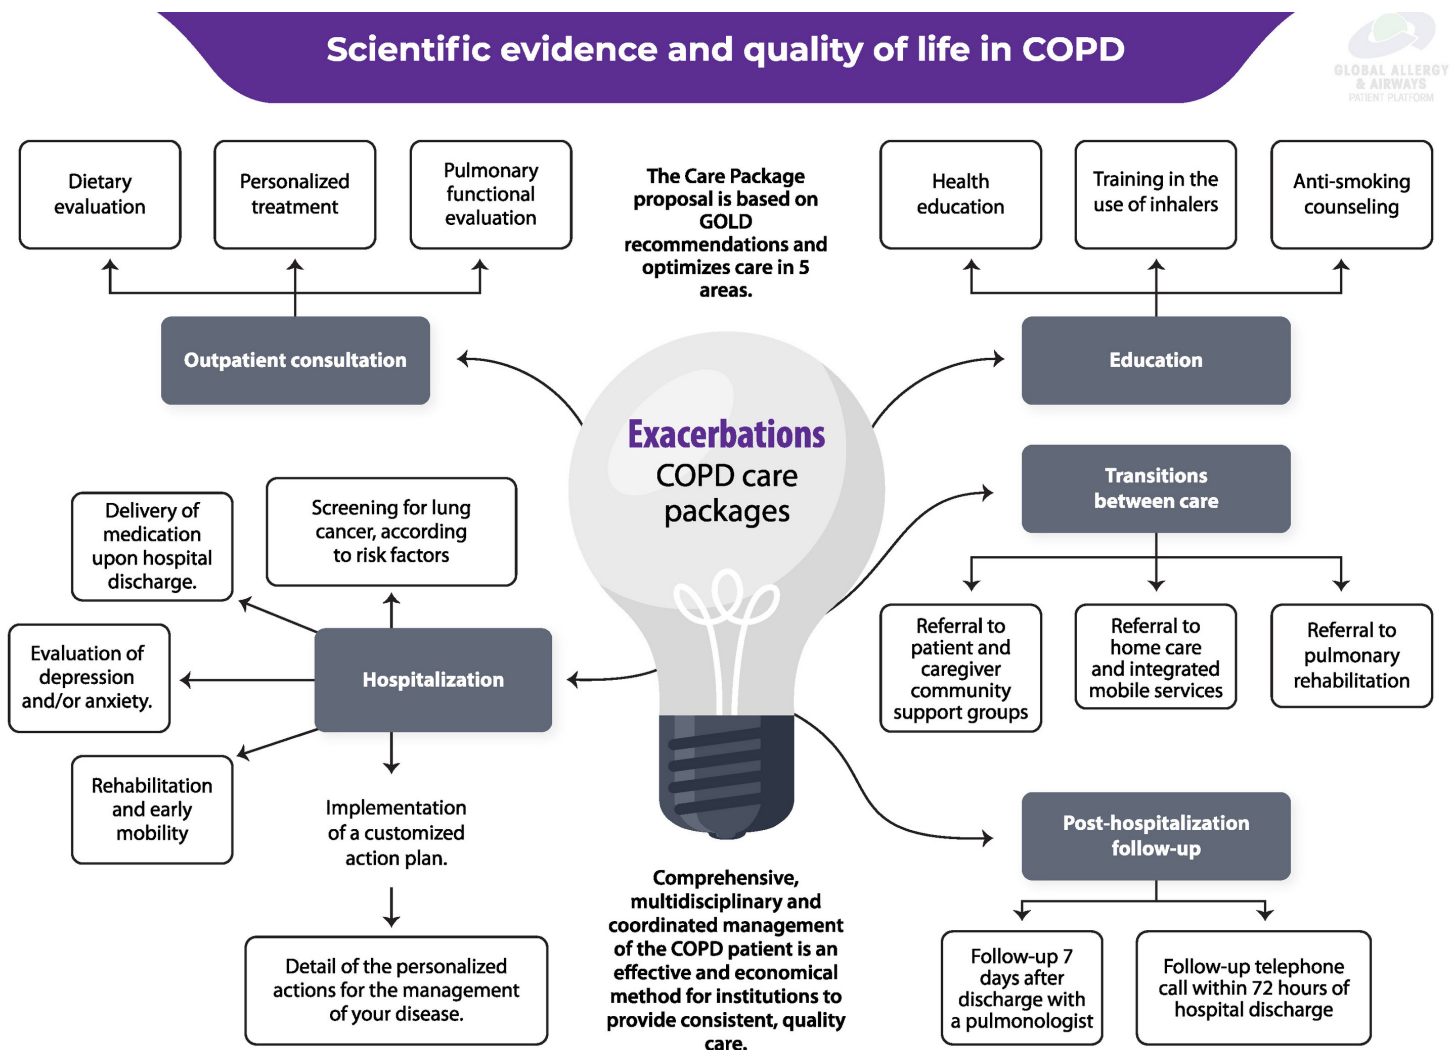 Scientific evidence and quality of life in COPD
GLOBAL ALLERGY
& AIRWAYS
PATIENT PLATFORM
Dietary
evaluation
Personalized
treatment
Pulmonary
functional
evaluation
The Care Package
proposal is based on
GOLD
recommendations and
optimizes care in 5
areas.
Health
education
Training in the
use of inhalers
Anti-smoking
counseling
Outpatient consultation
Education
Exacerbations
COPD care
packages
Transitions
between care
Delivery of
medication
upon hospital
discharge.
Screening for lung
cancer, according
to risk factors
Evaluation of
depression
and/or anxiety.
Hospitalization
Referral to
patient and
caregiver
community
support groups
Referral to
home care
and integrated
mobile services
Referral to
pulmonary
rehabilitation
Rehabilitation
and early
mobility
Implementation
of a customized
action plan.
Post-hospitalization
follow-up
Detail of the personalized
actions for the management
of your disease.
Comprehensive,
multidisciplinary and
coordinated management
of the COPD patient is an
effective and economical
method for institutions to
provide consistent, quality
care.
Follow-up 7
days after
discharge with
a pulmonologist
Follow-up telephone
call within 72 hours of
hospital discharge